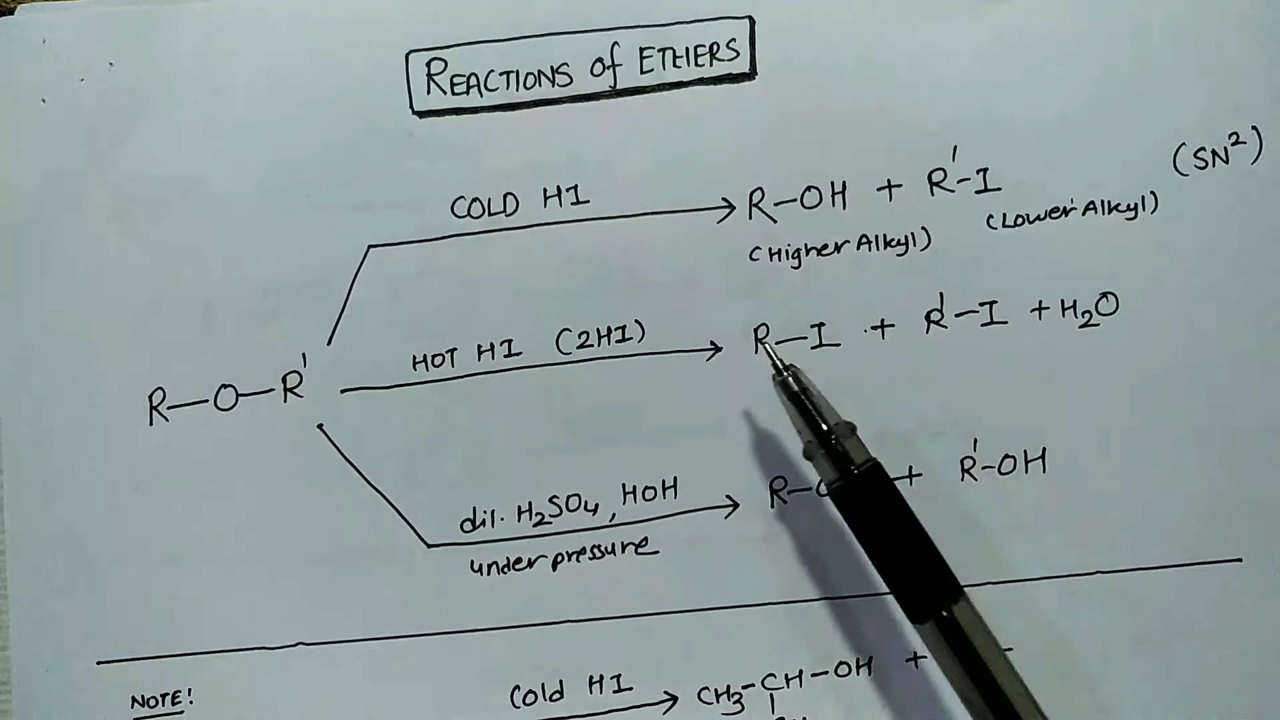 REACTIONS of ETHERS
COLD HI
R-OH + R'-I (SN²)
(Higher Alkyl) (Lower Alkyl)
R-O-R'
HOT HI (2HI)
R-I + R'-I + H₂O
dil. H₂SO₄, HOH
under pressure
R- + R'-OH
NOTE!
Cold HI
CH₃-CH-OH +